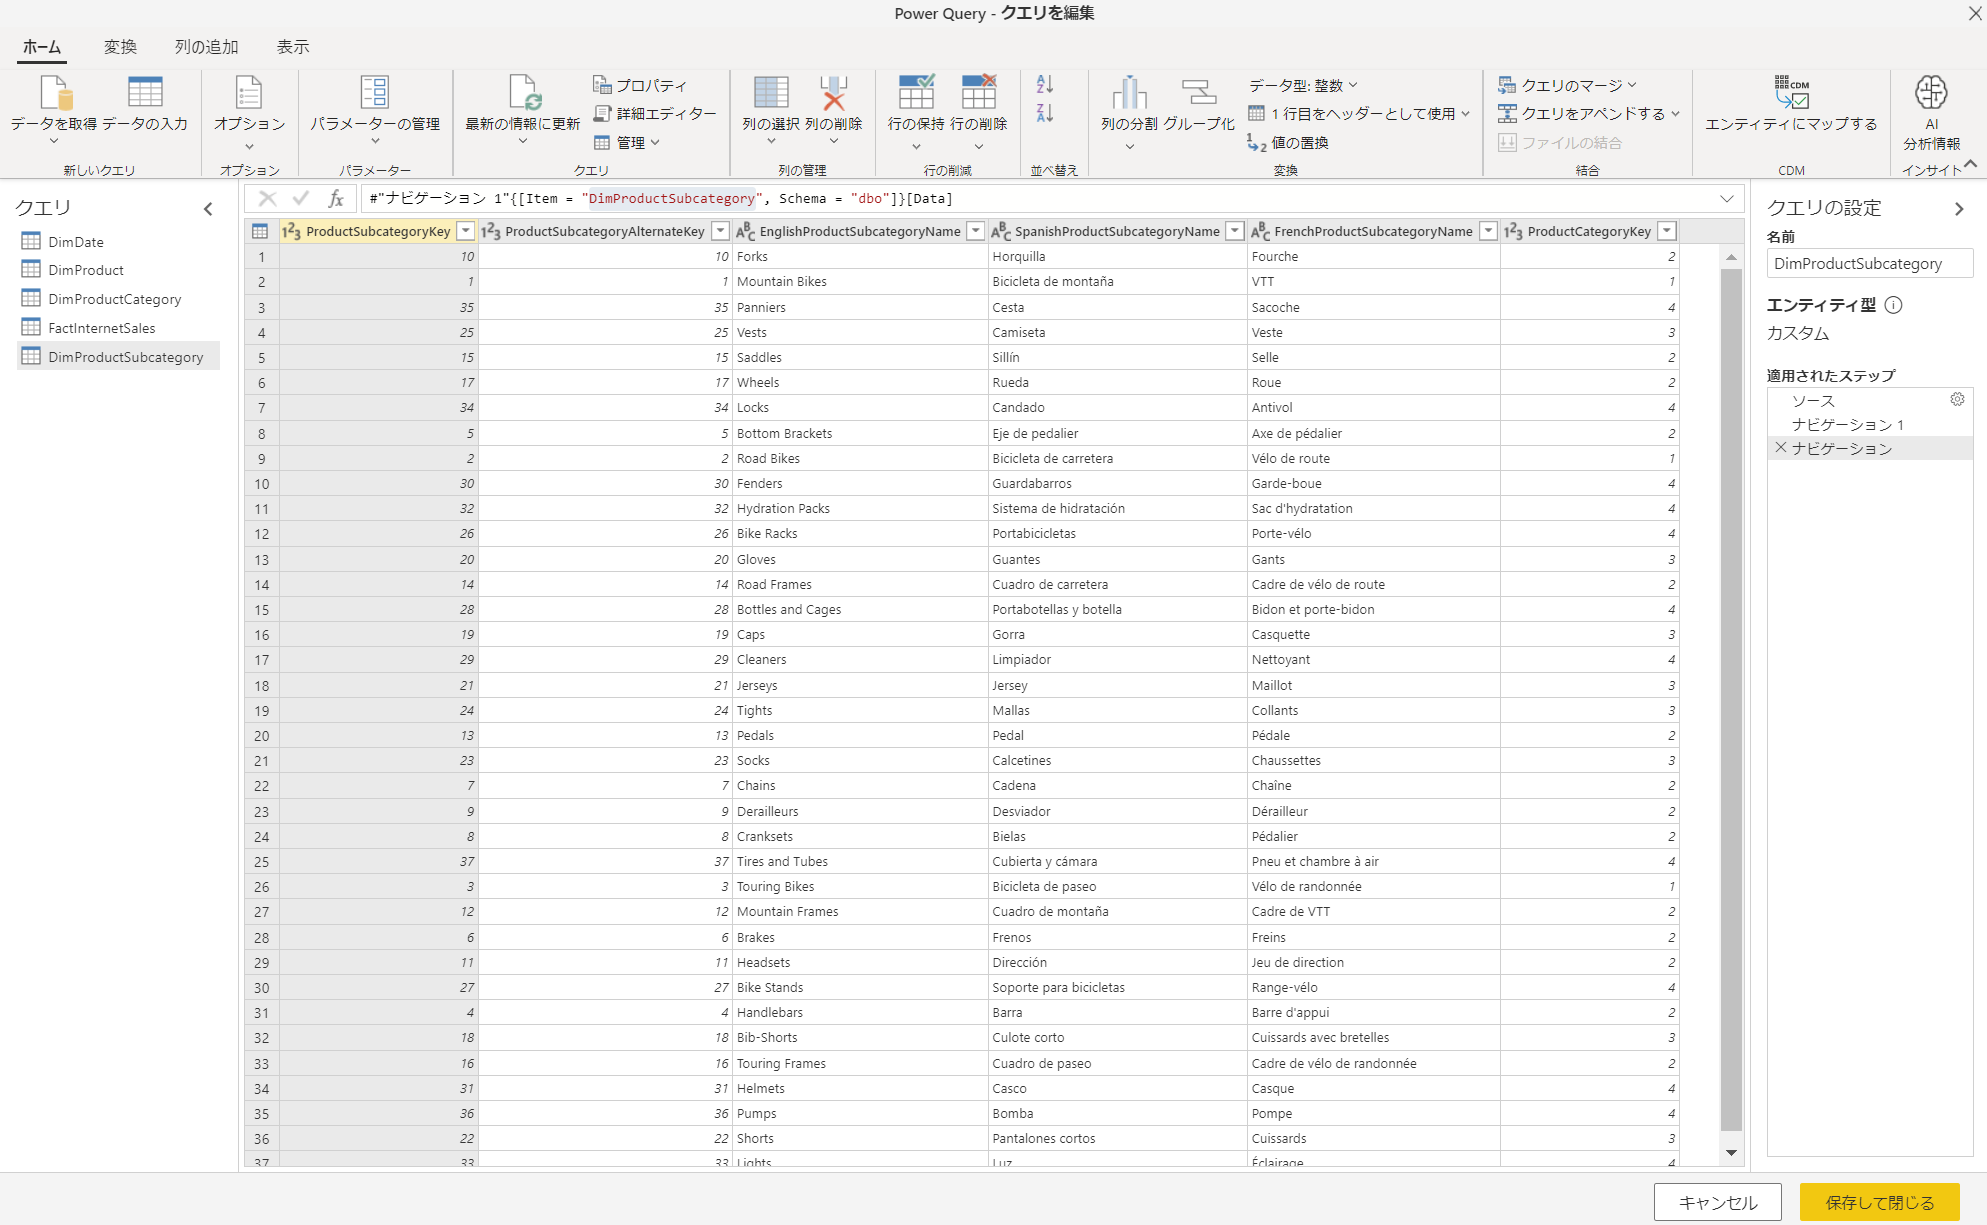 Power Query - クエリを編集
ホーム 変換 列の追加 表示
データを取得 データの入力 オプション パラメーターの管理 最新の情報に更新 プロパティ 詳細エディター 管理 列の選択 列の削除 行の保持 行の削除 列の分割 グループ化 データ型: 整数 1 行目をヘッダーとして使用 値の置換 クエリのマージ クエリをアペンドする ファイルの結合 CDM エンティティにマップする AI 分析情報
新しいクエリ オプション パラメーター クエリ 列の管理 行の削減 並べ替え 変換 結合 CDM インサイト
クエリ
DimDate
DimProduct
DimProductCategory
FactInternetSales
DimProductSubcategory
fx #"ナビゲーション 1"{[Item = "DimProductSubcategory", Schema = "dbo"]}[Data]
ProductSubcategoryKey ProductSubcategoryAlternateKey EnglishProductSubcategoryName SpanishProductSubcategoryName FrenchProductSubcategoryName ProductCategoryKey
1 10 10 Forks Horquilla Fourche 2
2 1 1 Mountain Bikes Bicicleta de montaña VTT 1
3 35 35 Panniers Cesta Sacoche 4
4 25 25 Vests Camiseta Veste 3
5 15 15 Saddles Sillín Selle 2
6 17 17 Wheels Rueda Roue 2
7 34 34 Locks Candado Antivol 4
8 5 5 Bottom Brackets Eje de pedalier Axe de pédalier 2
9 2 2 Road Bikes Bicicleta de carretera Vélo de route 1
10 30 30 Fenders Guardabarros Garde-boue 4
11 32 32 Hydration Packs Sistema de hidratación Sac d'hydratation 4
12 26 26 Bike Racks Portabicicletas Porte-vélo 4
13 20 20 Gloves Guantes Gants 3
14 14 14 Road Frames Cuadro de carretera Cadre de vélo de route 2
15 28 28 Bottles and Cages Portabotellas y botella Bidon et porte-bidon 4
16 19 19 Caps Gorra Casquette 3
17 29 29 Cleaners Limpiador Nettoyant 4
18 21 21 Jerseys Jersey Maillot 3
19 24 24 Tights Mallas Collants 3
20 13 13 Pedals Pedal Pédale 2
21 23 23 Socks Calcetines Chaussettes 3
22 7 7 Chains Cadena Chaîne 2
23 9 9 Derailleurs Desviador Dérailleur 2
24 8 8 Cranksets Bielas Pédalier 2
25 37 37 Tires and Tubes Cubierta y cámara Pneu et chambre à air 4
26 3 3 Touring Bikes Bicicleta de paseo Vélo de randonnée 1
27 12 12 Mountain Frames Cuadro de montaña Cadre de VTT 2
28 6 6 Brakes Frenos Freins 2
29 11 11 Headsets Dirección Jeu de direction 2
30 27 27 Bike Stands Soporte para bicicletas Range-vélo 4
31 4 4 Handlebars Barra Barre d'appui 2
32 18 18 Bib-Shorts Culote corto Cuissards avec bretelles 3
33 16 16 Touring Frames Cuadro de paseo Cadre de vélo de randonnée 2
34 31 31 Helmets Casco Casque 4
35 36 36 Pumps Bomba Pompe 4
36 22 22 Shorts Pantalones cortos Cuissards 3
37 33 33 Lights Luz Éclairage 4
クエリの設定
名前
DimProductSubcategory
エンティティ型
カスタム
適用されたステップ
ソース
ナビゲーション 1
ナビゲーション
キャンセル 保存して閉じる